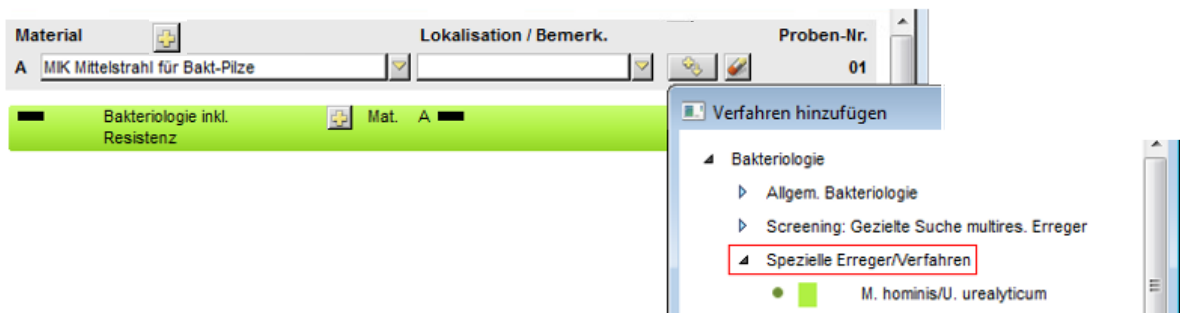 Material Lokalisation / Bemerk. Proben-Nr.
A MIK Mittelstrahl für Bakt-Pilze 01
Bakteriologie inkl. Mat. A
Resistenz
Verfahren hinzufügen
Bakteriologie
Allgem. Bakteriologie
Screening: Gezielte Suche multires. Erreger
Spezielle Erreger/Verfahren
M. hominis/U. urealyticum